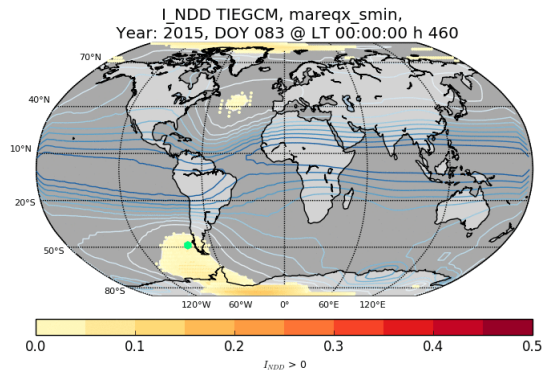 I_NDD TIEGCM, mareqx_smin,
Year: 2015, DOY 083 @ LT 00:00:00 h 460
70°N
40°N
10°N
20°S
50°S
80°S
120°W 60°W 0° 60°E 120°E
0.0 0.1 0.2 0.3 0.4 0.5
I_NDD > 0